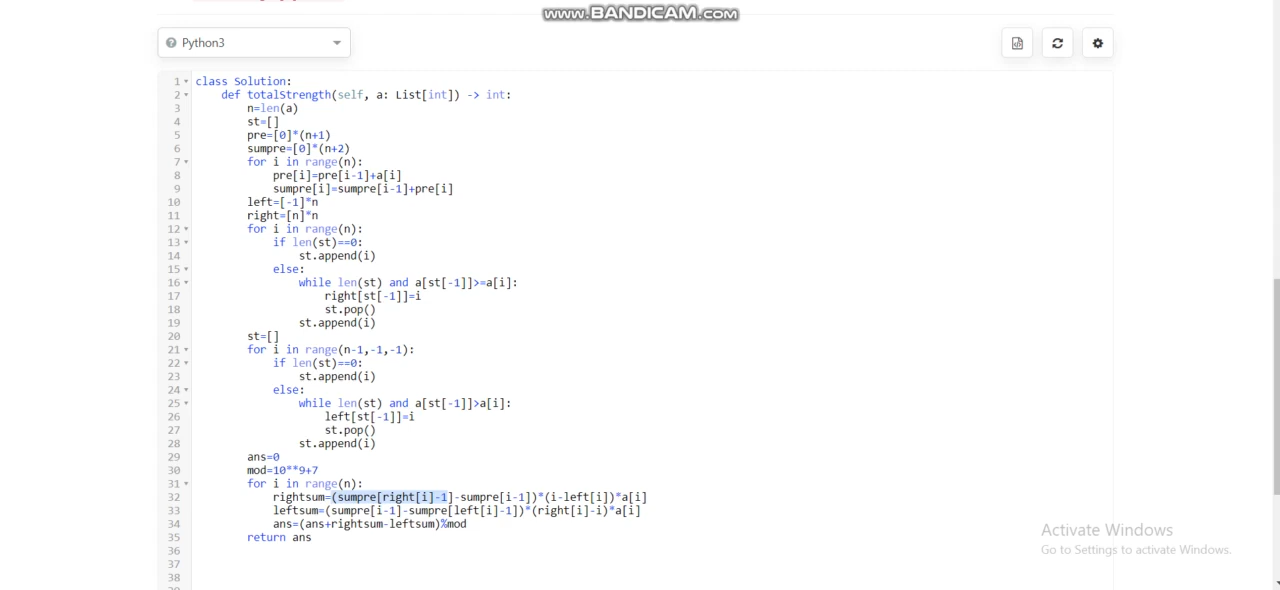 www.BANDICAM.com
Python3
1 class Solution:
2 def totalStrength(self, a: List[int]) -> int:
3 n=len(a)
4 st=[]
5 pre=[0]*(n+1)
6 sumpre=[0]*(n+2)
7 for i in range(n):
8 pre[i]=pre[i-1]+a[i]
9 sumpre[i]=sumpre[i-1]+pre[i]
10 left=[-1]*n
11 right=[n]*n
12 for i in range(n):
13 if len(st)==0:
14 st.append(i)
15 else:
16 while len(st) and a[st[-1]]>=a[i]:
17 right[st[-1]]=i
18 st.pop()
19 st.append(i)
20 st=[]
21 for i in range(n-1,-1,-1):
22 if len(st)==0:
23 st.append(i)
24 else:
25 while len(st) and a[st[-1]]>a[i]:
26 left[st[-1]]=i
27 st.pop()
28 st.append(i)
29 ans=0
30 mod=10**9+7
31 for i in range(n):
32 rightsum=(sumpre[right[i]-1]-sumpre[i-1])*(i-left[i])*a[i]
33 leftsum=(sumpre[i-1]-sumpre[left[i]-1])*(right[i]-i)*a[i]
34 ans=(ans+rightsum-leftsum)%mod
35 return ans
36
37
38
Activate Windows
Go to Settings to activate Windows.